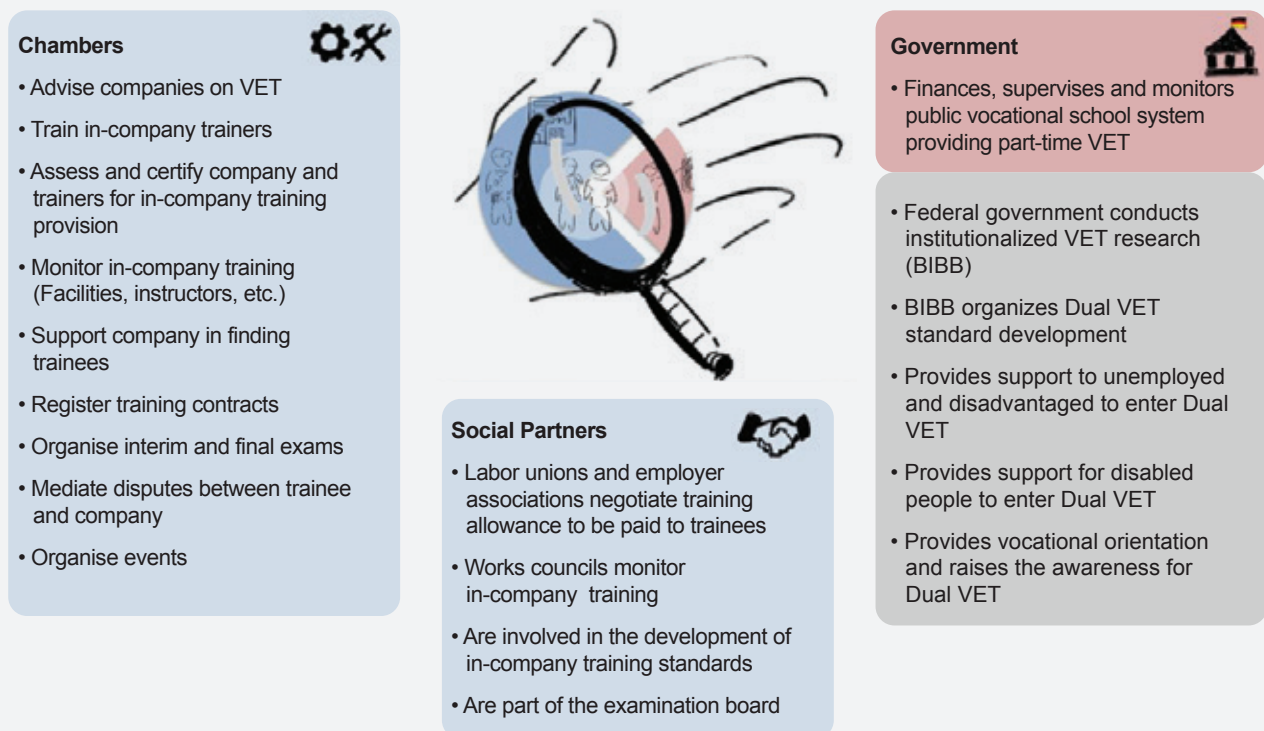 Chambers
• Advise companies on VET
• Train in-company trainers
• Assess and certify company and
trainers for in-company training
provision
• Monitor in-company training
(Facilities, instructors, etc.)
• Support company in finding
trainees
• Register training contracts
• Organise interim and final exams
• Mediate disputes between trainee
and company
• Organise events
Social Partners
• Labor unions and employer
associations negotiate training
allowance to be paid to trainees
• Works councils monitor
in-company training
• Are involved in the development of
in-company training standards
• Are part of the examination board
Government
• Finances, supervises and monitors
public vocational school system
providing part-time VET
• Federal government conducts
institutionalized VET research
(BIBB)
• BIBB organizes Dual VET
standard development
• Provides support to unemployed
and disadvantaged to enter Dual
VET
• Provides support for disabled
people to enter Dual VET
• Provides vocational orientation
and raises the awareness for
Dual VET